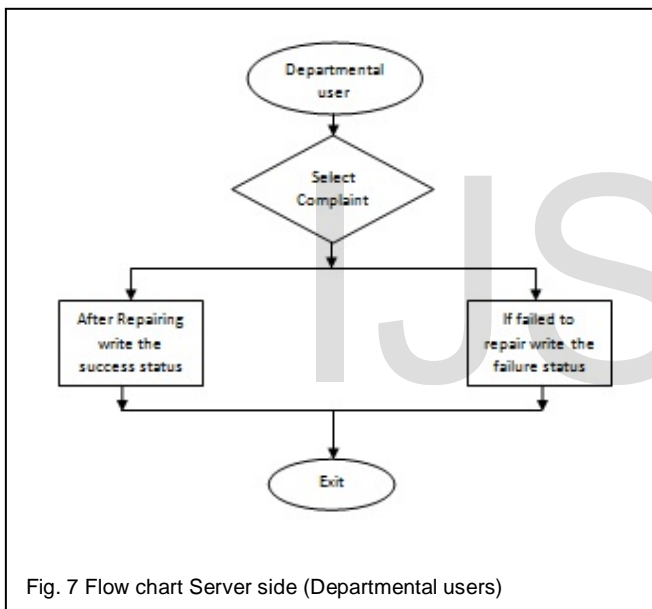 Departmental
user
Select
Complaint
After Repairing
write the
success status
If failed to
repair write the
failure status
Exit
IJS
Fig. 7 Flow chart Server side (Departmental users)